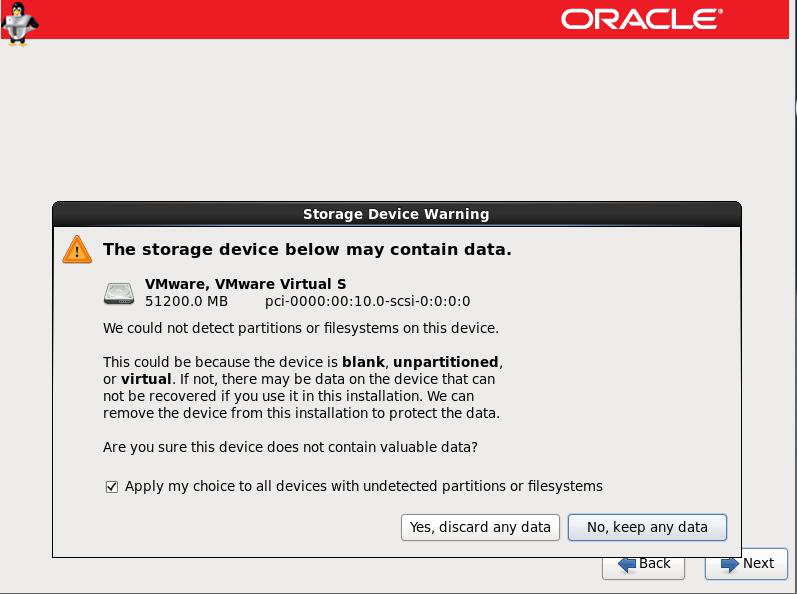 ORACLE®
Storage Device Warning
The storage device below may contain data.
VMware, VMware Virtual S
51200.0 MB pci-0000:00:10.0-scsi-0:0:0:0
We could not detect partitions or filesystems on this device.
This could be because the device is blank, unpartitioned,
or virtual. If not, there may be data on the device that can
not be recovered if you use it in this installation. We can
remove the device from this installation to protect the data.
Are you sure this device does not contain valuable data?
Apply my choice to all devices with undetected partitions or filesystems
Yes, discard any data No, keep any data
Back Next